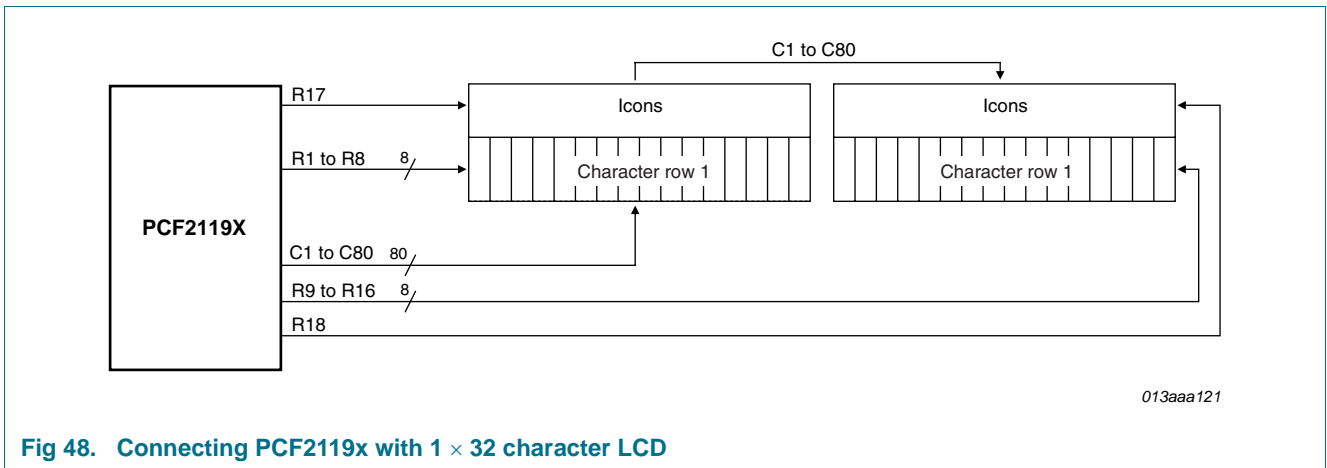 C1 to C80
R17
Icons
Icons
R1 to R8 8
Character row 1
Character row 1
PCF2119X
C1 to C80 80
R9 to R16 8
R18
013aaa121
Fig 48. Connecting PCF2119x with 1 × 32 character LCD